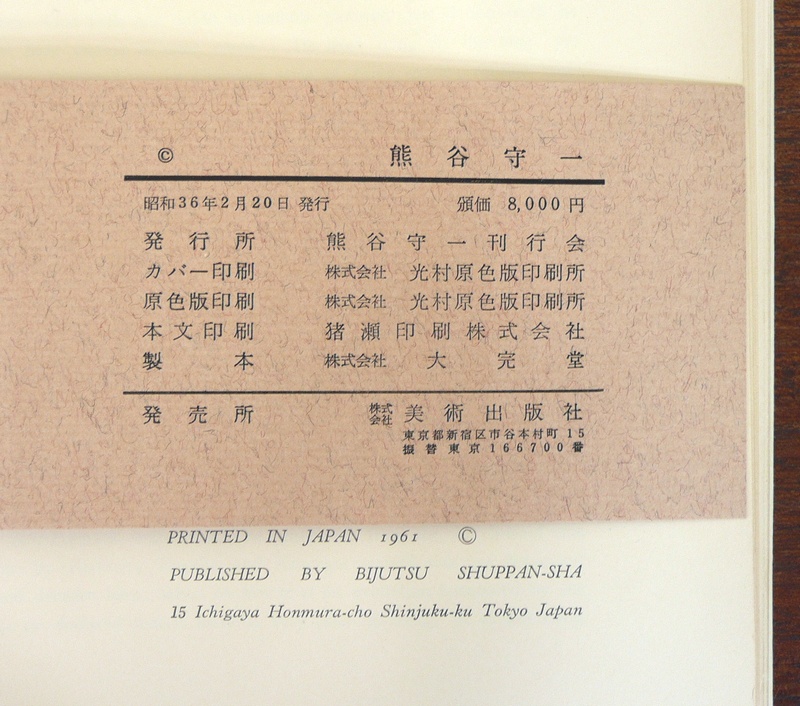 © 熊谷守一
昭和36年2月20日 発行 頒価 8,000円
発行所 熊谷守一刊行会
カバー印刷 株式会社 光村原色版印刷所
原色版印刷 株式会社 光村原色版印刷所
本文印刷 猪瀬印刷株式会社
製本 株式会社 大完堂
発売所 株式会社 美術出版社
東京都新宿区市谷本村町15
振替東京166700番
PRINTED IN JAPAN 1961 ©
PUBLISHED BY BIJUTSU SHUPPAN-SHA
15 Ichigaya Honmura-cho Shinjuku-ku Tokyo Japan